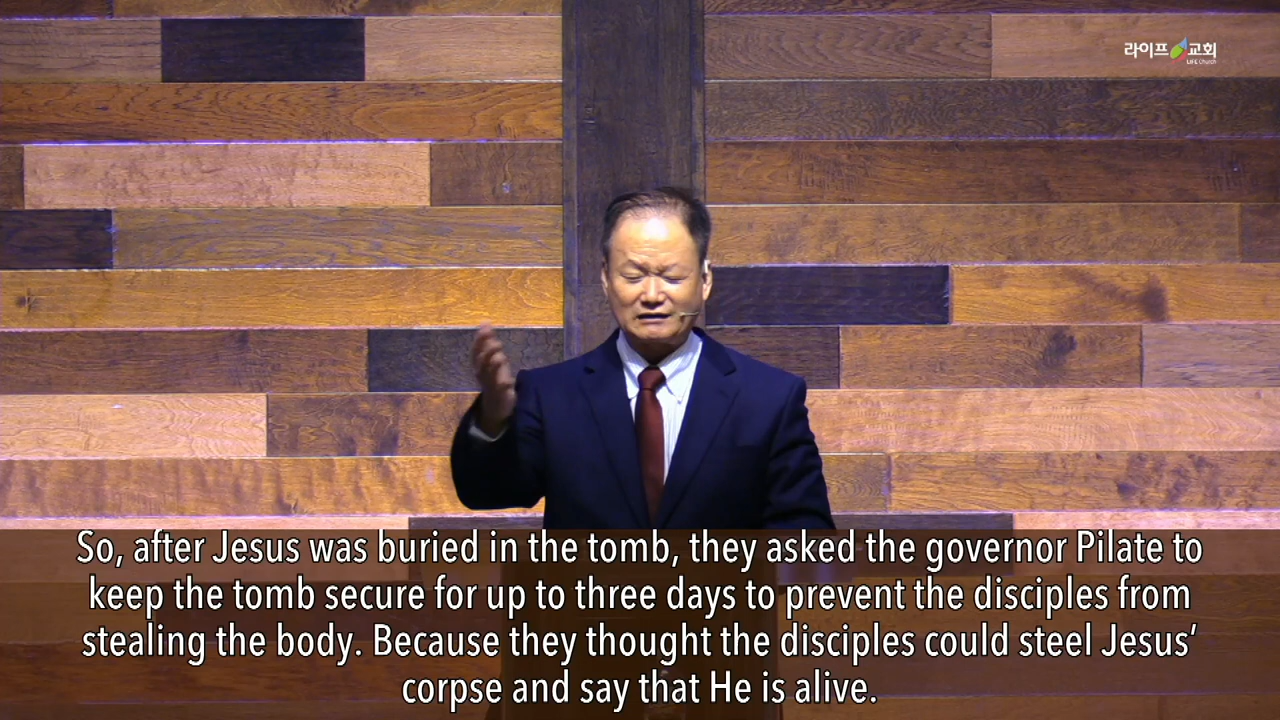 라이프 교회
LIFE Church
So, after Jesus was buried in the tomb, they asked the governor Pilate to
keep the tomb secure for up to three days to prevent the disciples from
stealing the body. Because they thought the disciples could steel Jesus’
corpse and say that He is alive.